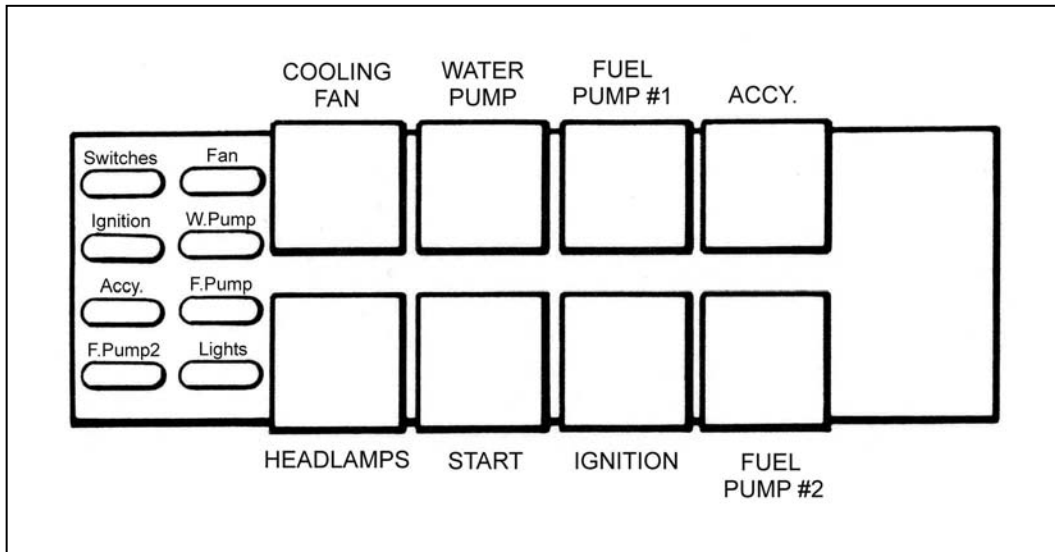 COOLING
FAN
WATER
PUMP
FUEL
PUMP #1
ACCY.
Switches
Fan
Ignition
W.Pump
Accy.
F.Pump
F.Pump2
Lights
HEADLAMPS
START
IGNITION
FUEL
PUMP #2